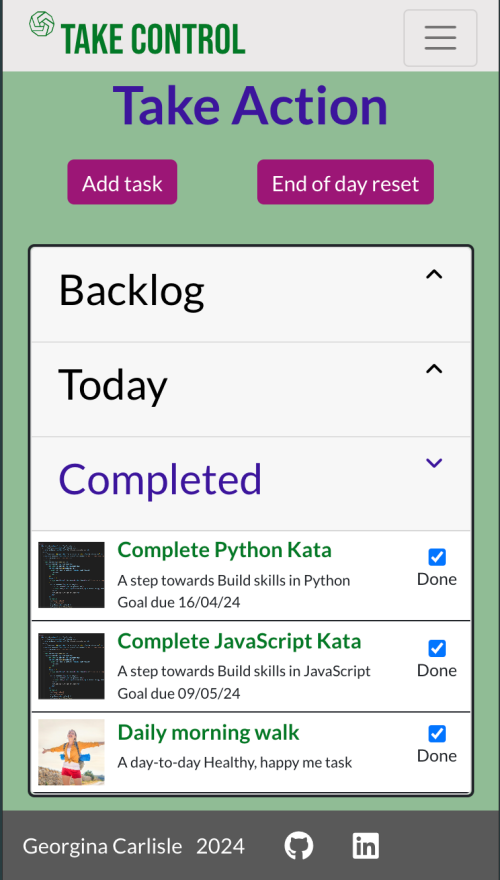 TAKE CONTROL
Take Action
Add task
End of day reset
Backlog
Today
Completed
Complete Python Kata
A step towards Build skills in Python
Goal due 16/04/24
Done
Complete JavaScript Kata
A step towards Build skills in JavaScript
Goal due 09/05/24
Done
Daily morning walk
A day-to-day Healthy, happy me task
Done
Georgina Carlisle 2024
in